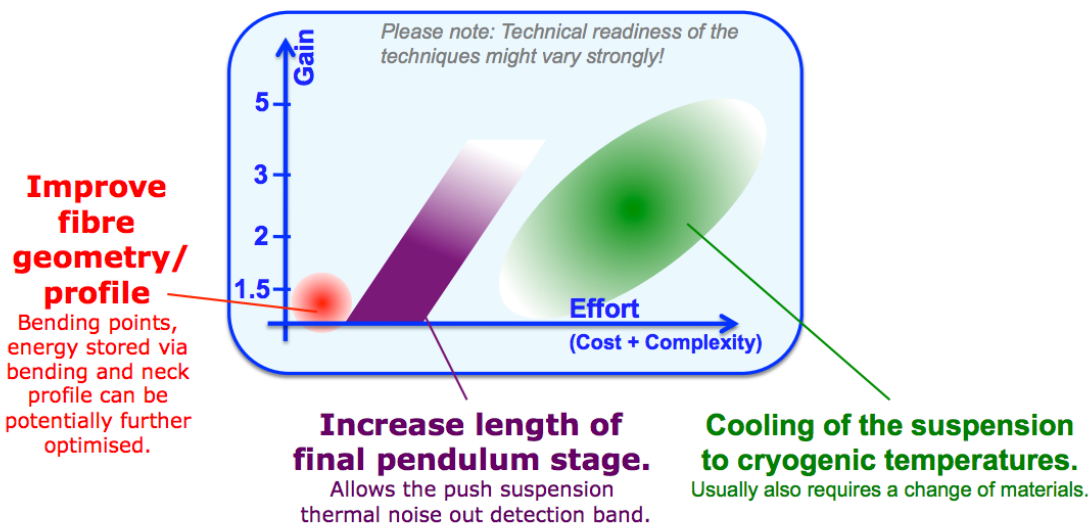 Please note: Technical readiness of the
techniques might vary strongly!
Gain
5
3
2
1.5
Effort
(Cost + Complexity)
Improve
fibre
geometry/
profile
Bending points,
energy stored via
bending and neck
profile can be
potentially further
optimised.
Increase length of
final pendulum stage.
Allows the push suspension
thermal noise out detection band.
Cooling of the suspension
to cryogenic temperatures.
Usually also requires a change of materials.